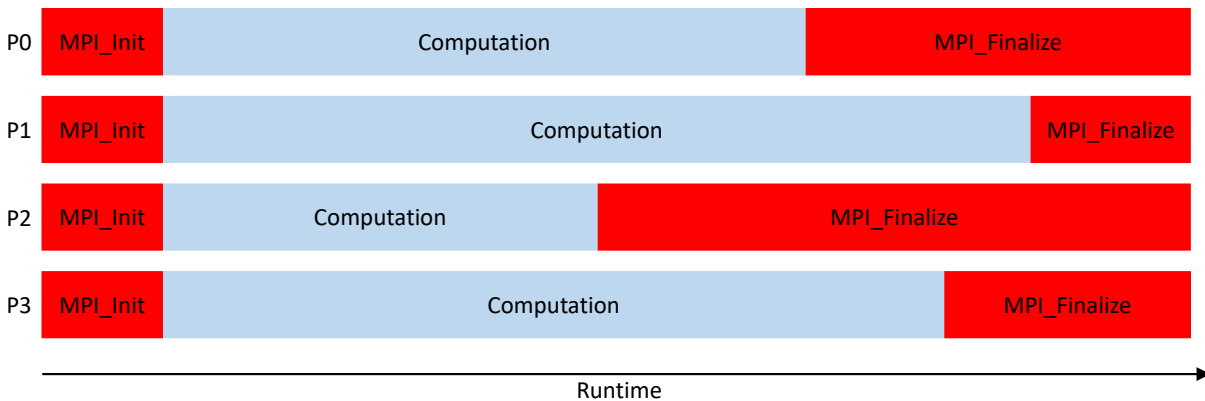 P0 MPI_Init Computation MPI_Finalize
P1 MPI_Init Computation MPI_Finalize
P2 MPI_Init Computation MPI_Finalize
P3 MPI_Init Computation MPI_Finalize
Runtime